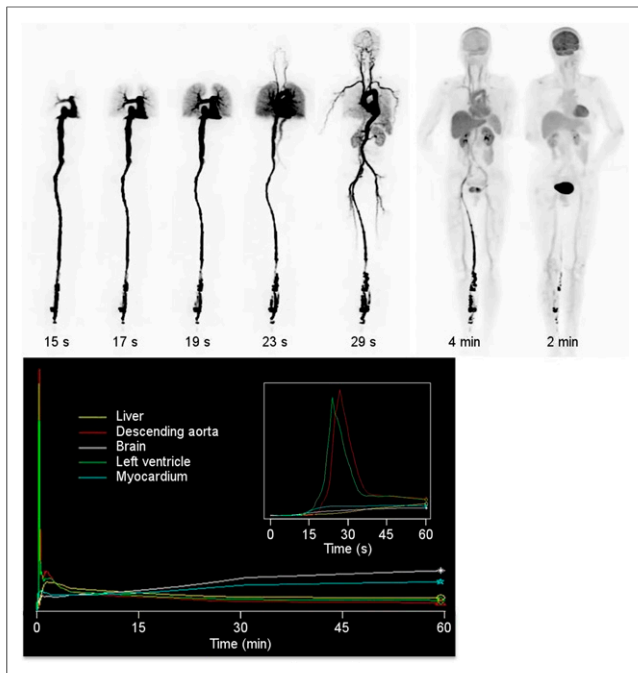 15 s 17 s 19 s 23 s 29 s 4 min 2 min
Liver
Descending aorta
Brain
Left ventricle
Myocardium
0 15 30 45 60
Time (s)
0 15 30 45 60
Time (min)